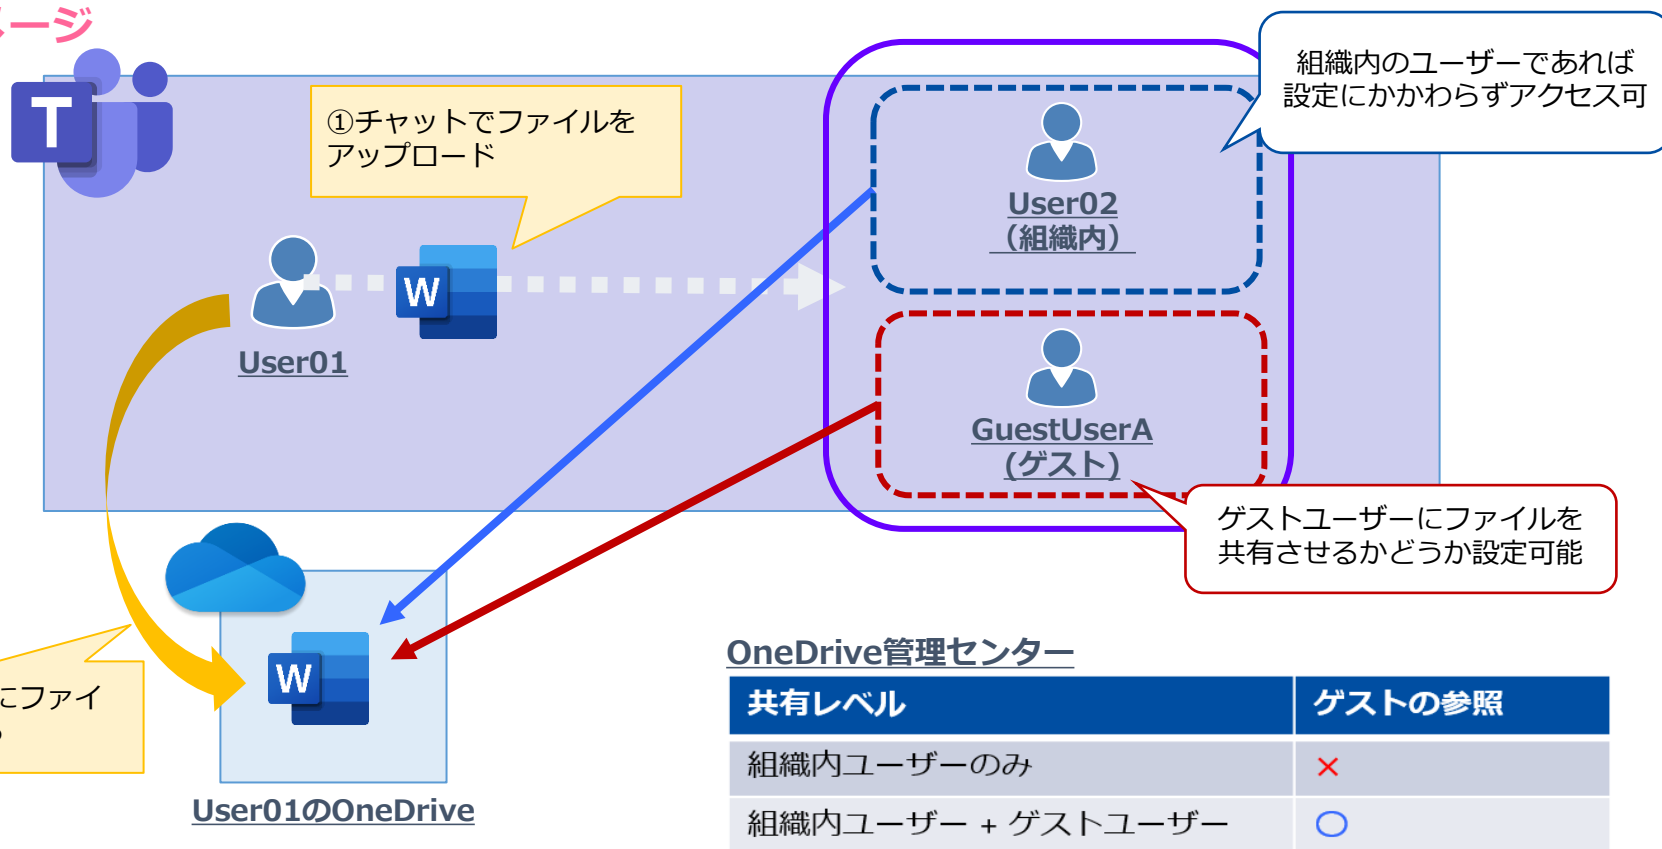 ージ
組織内のユーザーであれば
設定にかかわらずアクセス可
T
①チャットでファイルを
アップロード
User02
（組織内）
W
User01
GuestUserA
(ゲスト)
ゲストユーザーにファイルを
共有させるかどうか設定可能
にファイ
W
User01のOneDrive
OneDrive管理センター
共有レベル ゲストの参照
組織内ユーザーのみ ×
組織内ユーザー + ゲストユーザー 〇